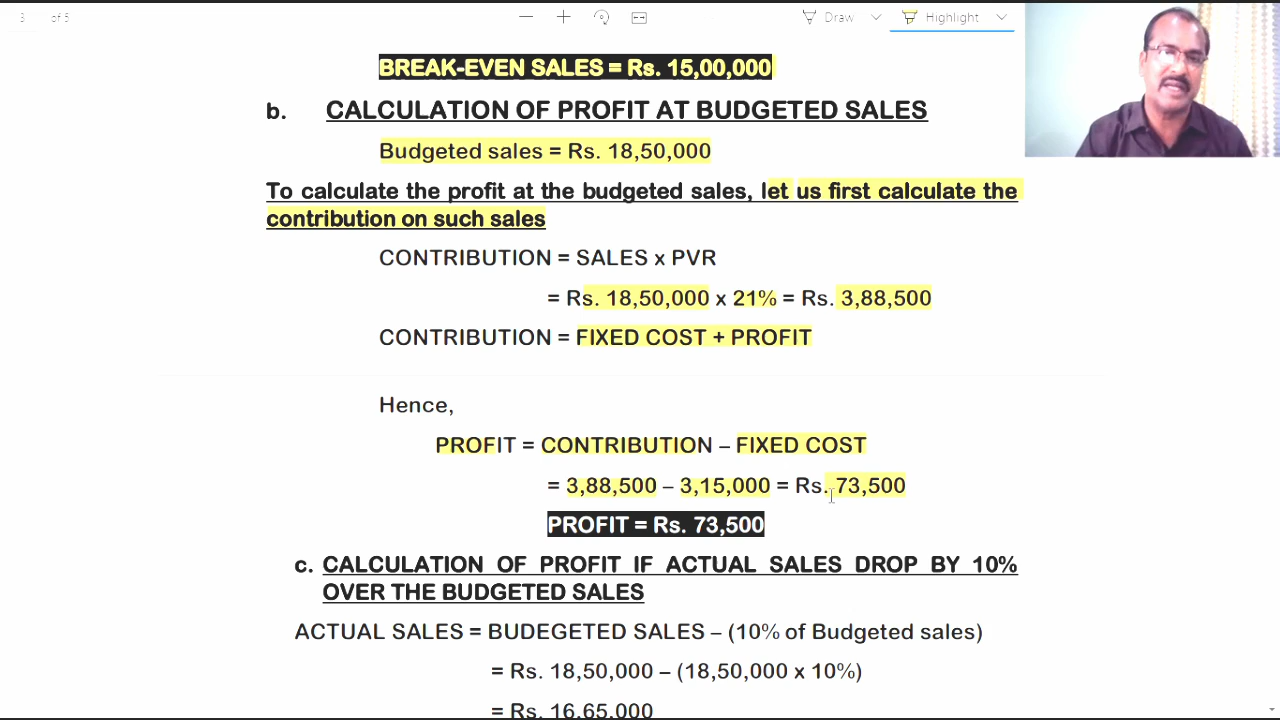 3 of 5
Draw
Highlight
BREAK-EVEN SALES = Rs. 15,00,000
b. CALCULATION OF PROFIT AT BUDGETED SALES
Budgeted sales = Rs. 18,50,000
To calculate the profit at the budgeted sales, let us first calculate the
contribution on such sales
CONTRIBUTION = SALES x PVR
= Rs. 18,50,000 x 21% = Rs. 3,88,500
CONTRIBUTION = FIXED COST + PROFIT
Hence,
PROFIT = CONTRIBUTION – FIXED COST
= 3,88,500 – 3,15,000 = Rs. 73,500
PROFIT = Rs. 73,500
c. CALCULATION OF PROFIT IF ACTUAL SALES DROP BY 10%
OVER THE BUDGETED SALES
ACTUAL SALES = BUDEGETED SALES – (10% of Budgeted sales)
= Rs. 18,50,000 – (18,50,000 x 10%)
= Rs. 16,65,000